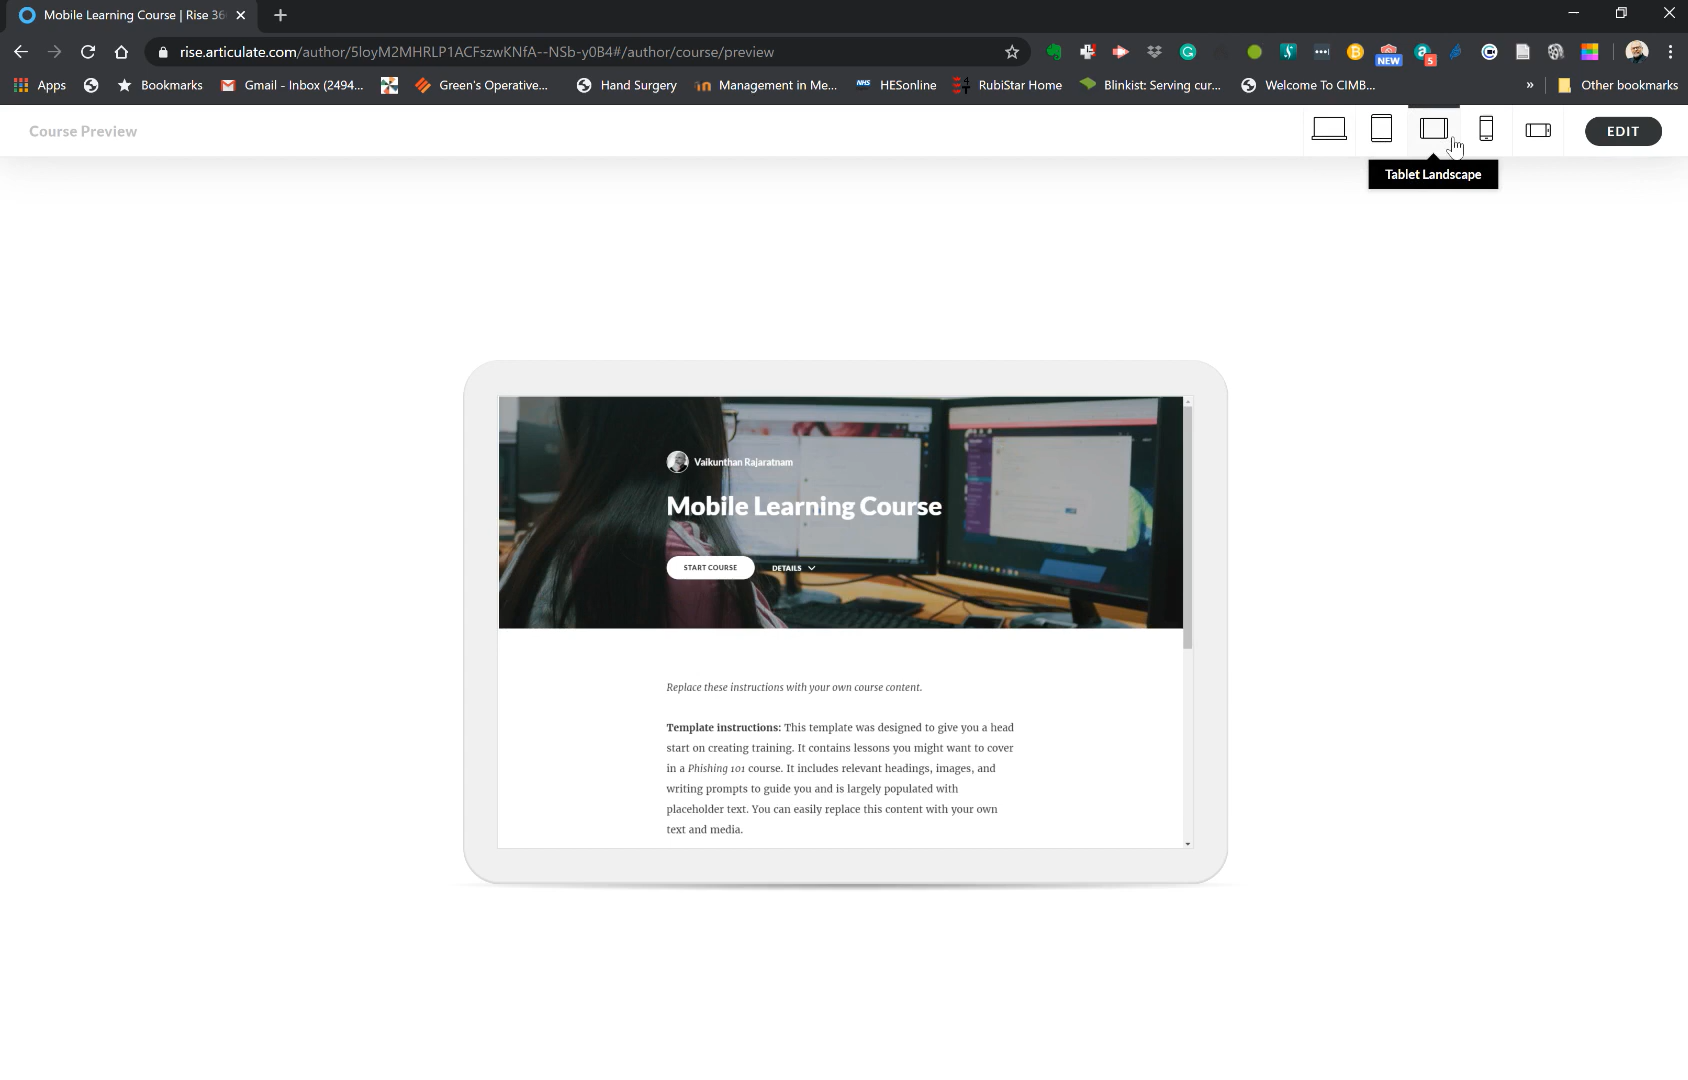 Mobile Learning Course | Rise 36
rise.articulate.com/author/5loyM2MHRLP1ACFszwKNfA--NSb-y0B4#/author/course/preview
NEW
5
Apps
Bookmarks
Gmail - Inbox (2494...
Green's Operative...
Hand Surgery
Management in Me...
NHS
HESonline
RubiStar Home
Blinkist: Serving cur...
Welcome To CIMB...
»
Other bookmarks
Course Preview
EDIT
Tablet Landscape
Vaikunthan Rajaratnam
Mobile Learning Course
START COURSE
DETAILS
Replace these instructions with your own course content.
Template instructions: This template was designed to give you a head
start on creating training. It contains lessons you might want to cover
in a Phishing 101 course. It includes relevant headings, images, and
writing prompts to guide you and is largely populated with
placeholder text. You can easily replace this content with your own
text and media.